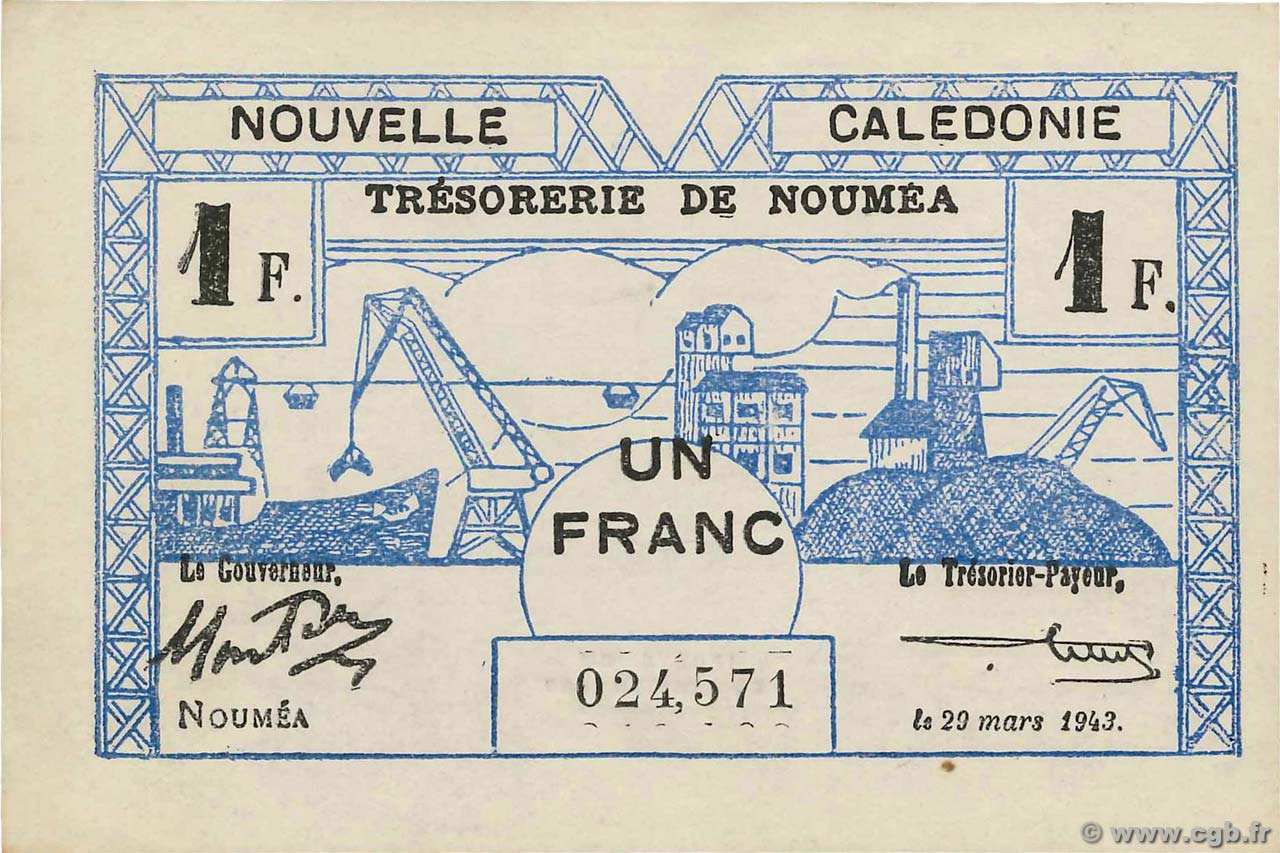 NOUVELLE CALEDONIE
TRÉSORERIE DE NOUMÉA
1 F. 1 F.
UN
FRANC
Le Gouverneur, Le Trésorier-Payeur,
024,571
NOUMÉA le 29 mars 1943.
© www.cgb.fr